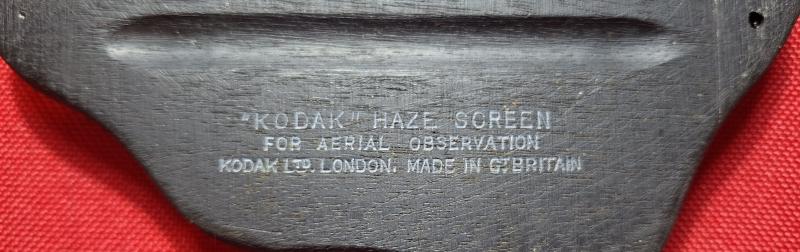 "KODAK" HAZE SCREEN
FOR AERIAL OBSERVATION
KODAK LTD. LONDON. MADE IN GT BRITAIN